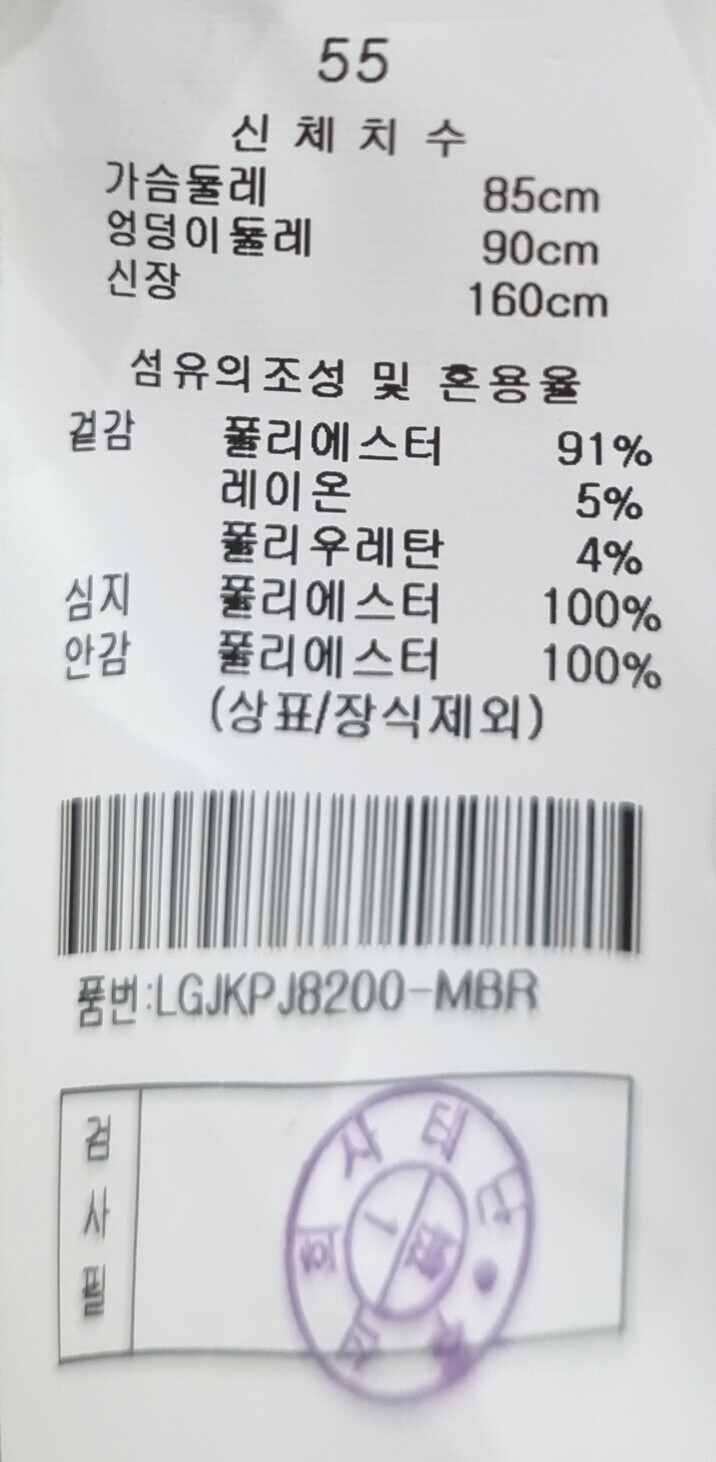 55
신체치수
가슴둘레 85cm
엉덩이둘레 90cm
신장 160cm
섬유의조성 및 혼용율
겉감 폴리에스터 91%
레이온 5%
폴리우레탄 4%
심지 폴리에스터 100%
안감 폴리에스터 100%
(상표/장식제외)
품번:LGJKPJ8200-MBR
검사필